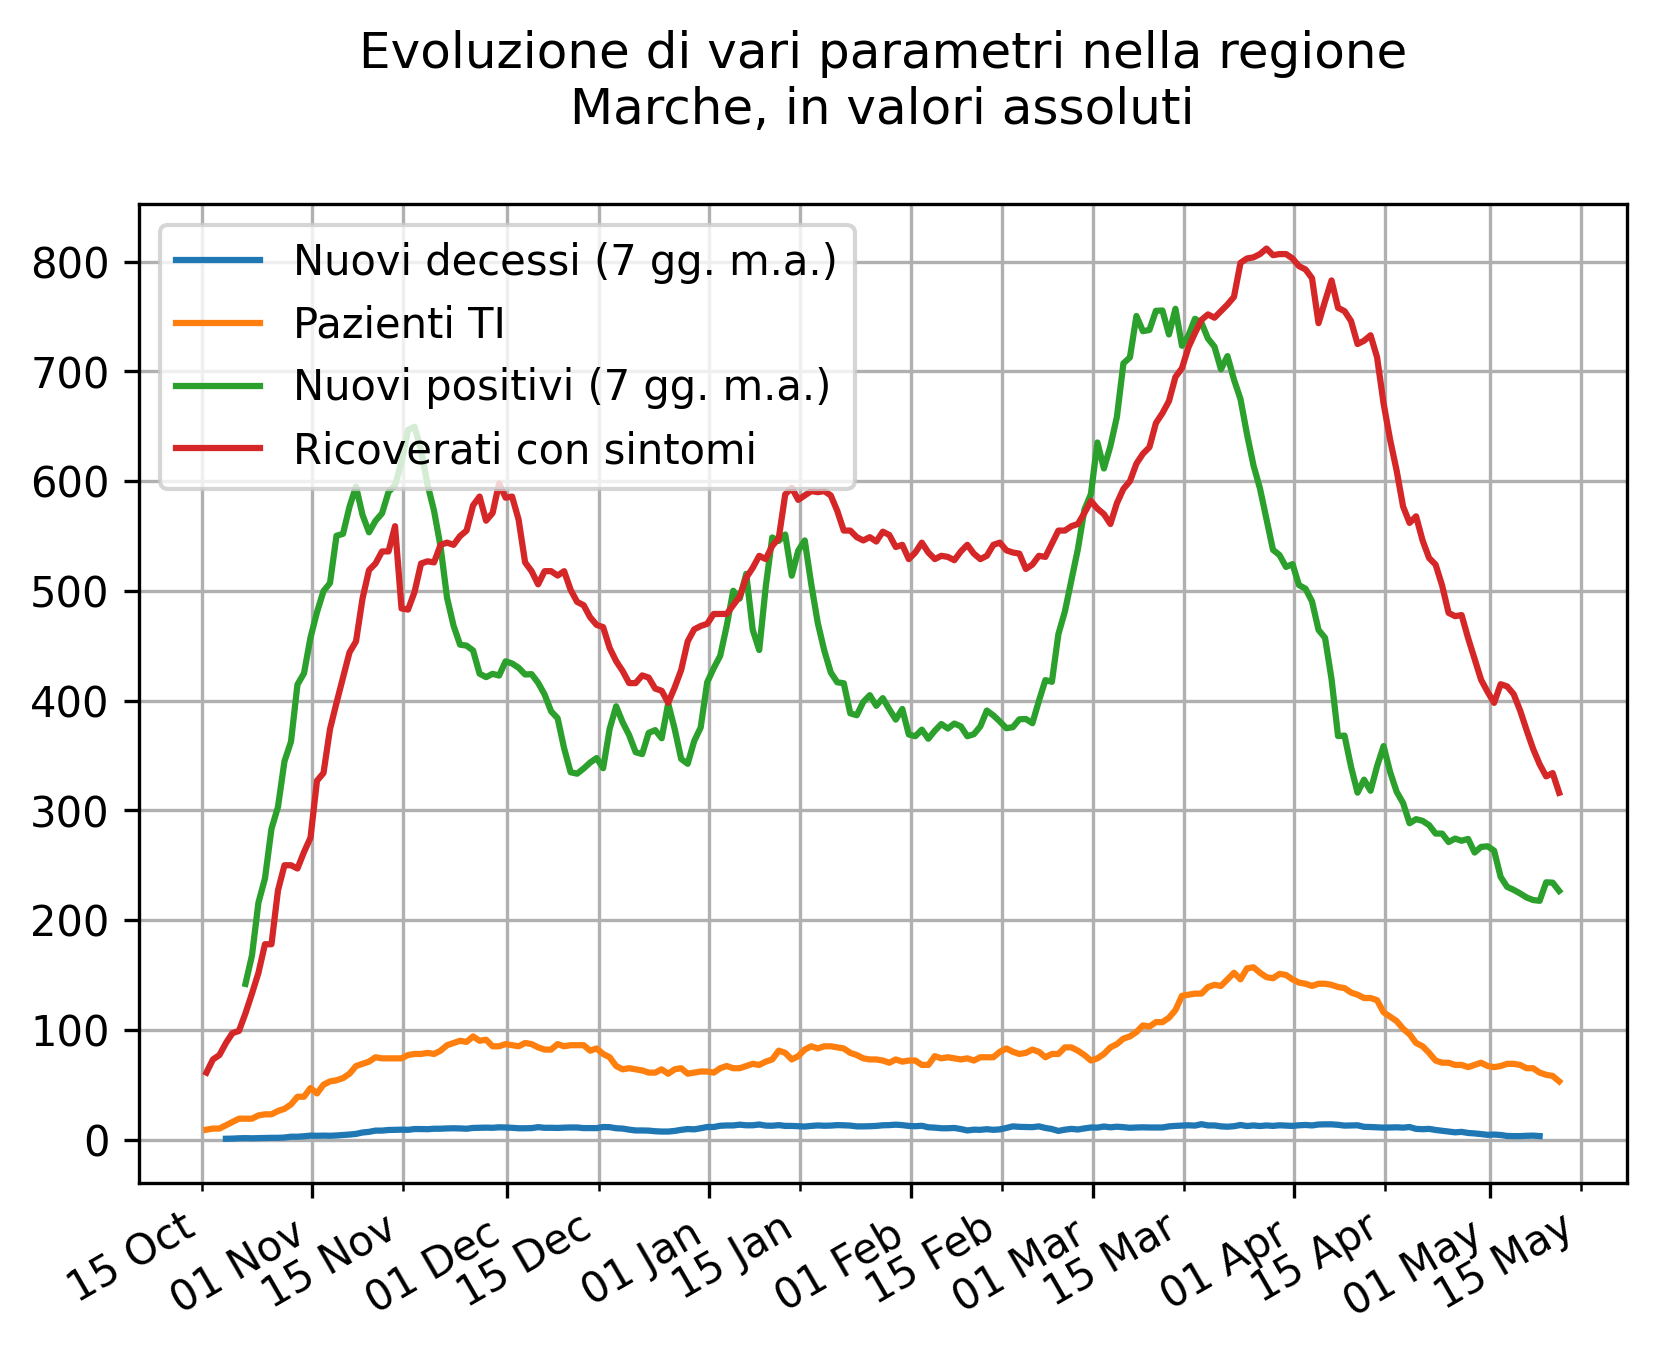 Evoluzione di vari parametri nella regione
Marche, in valori assoluti
Nuovi decessi (7 gg. m.a.)
Pazienti TI
Nuovi positivi (7 gg. m.a.)
Ricoverati con sintomi
800
700
600
500
400
300
200
100
0
15 Oct
01 Nov
15 Nov
01 Dec
15 Dec
01 Jan
15 Jan
01 Feb
15 Feb
01 Mar
15 Mar
01 Apr
15 Apr
01 May
15 May